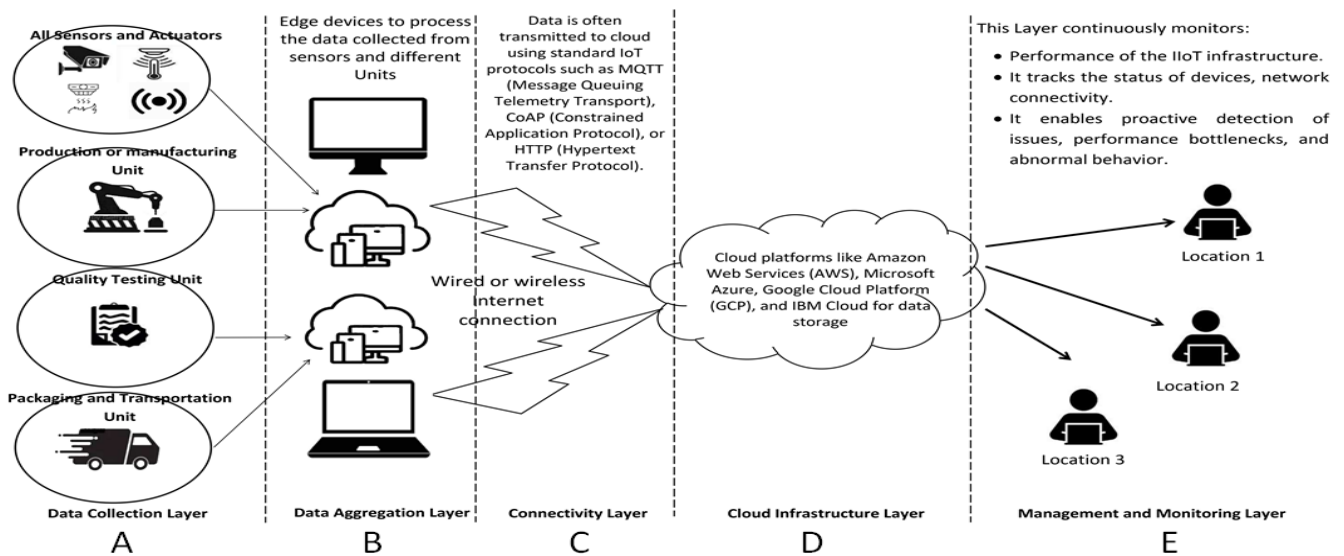 All Sensors and Actuators
Production or manufacturing
Unit
Quality Testing Unit
Packaging and Transportation
Unit
Data Collection Layer
A
Edge devices to process
the data collected from
sensors and different
Units
Data Aggregation Layer
B
Data is often
transmitted to cloud
using standard IoT
protocols such as MQTT
(Message Queuing
Telemetry Transport),
CoAP (Constrained
Application Protocol), or
HTTP (Hypertext
Transfer Protocol).
Wired or wireless
Internet
connection
Connectivity Layer
C
Cloud platforms like Amazon
Web Services (AWS), Microsoft
Azure, Google Cloud Platform
(GCP), and IBM Cloud for data
storage
Cloud Infrastructure Layer
D
This Layer continuously monitors:
• Performance of the IIoT infrastructure.
• It tracks the status of devices, network
connectivity.
• It enables proactive detection of
issues, performance bottlenecks, and
abnormal behavior.
Location 1
Location 2
Location 3
Management and Monitoring Layer
E